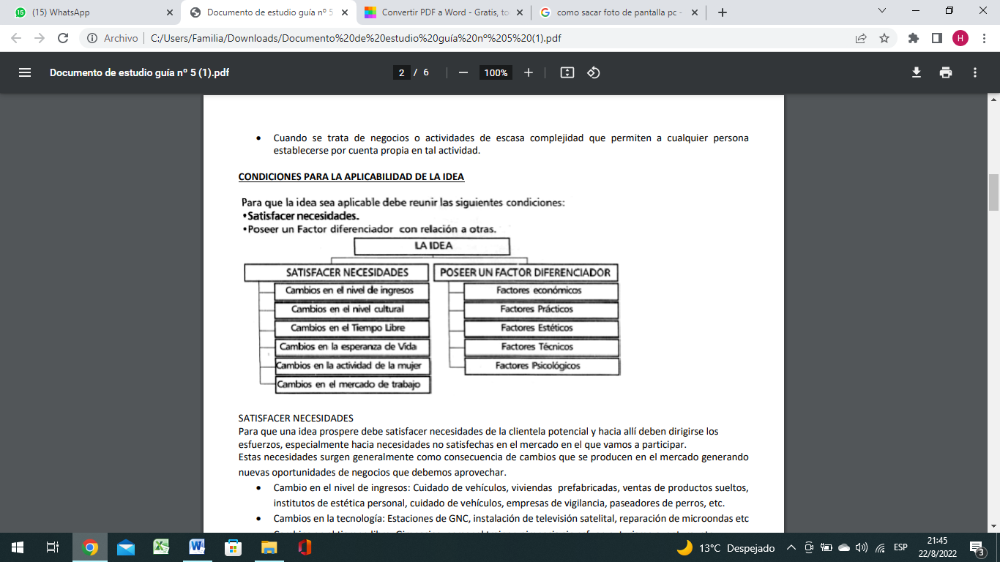 (15) WhatsApp
Documento de estudio guía nº 5
Convertir PDF a Word - Gratis, to
como sacar foto de pantalla pc -
Archivo
C:/Users/Familia/Downloads/Documento%20de%20estudio%20guía%20nº%205%20(1).pdf
H
Documento de estudio guía nº 5 (1).pdf
2 / 6
100%
• Cuando se trata de negocios o actividades de escasa complejidad que permiten a cualquier persona
establecerse por cuenta propia en tal actividad.
CONDICIONES PARA LA APLICABILIDAD DE LA IDEA
Para que la idea sea aplicable debe reunir las siguientes condiciones:
•Satisfacer necesidades.
•Poseer un Factor diferenciador con relación a otras.
LA IDEA
SATISFACER NECESIDADES
Cambios en el nivel de ingresos
Cambios en el nivel cultural
Cambios en el Tiempo Libre
Cambios en la esperanza de Vida
Cambios en la actividad de la mujer
Cambios en el mercado de trabajo
POSEER UN FACTOR DIFERENCIADOR
Factores económicos
Factores Prácticos
Factores Estéticos
Factores Técnicos
Factores Psicológicos
SATISFACER NECESIDADES
Para que una idea prospere debe satisfacer necesidades de la clientela potencial y hacia allí deben dirigirse los
esfuerzos, especialmente hacia necesidades no satisfechas en el mercado en el que vamos a participar.
Estas necesidades surgen generalmente como consecuencia de cambios que se producen en el mercado generando
nuevas oportunidades de negocios que debemos aprovechar.
• Cambio en el nivel de ingresos: Cuidado de vehículos, viviendas prefabricadas, ventas de productos sueltos,
institutos de estética personal, cuidado de vehículos, empresas de vigilancia, paseadores de perros, etc.
• Cambios en la tecnología: Estaciones de GNC, instalación de televisión satelital, reparación de microondas etc
13°C Despejado
ESP
21:45
22/8/2022
3